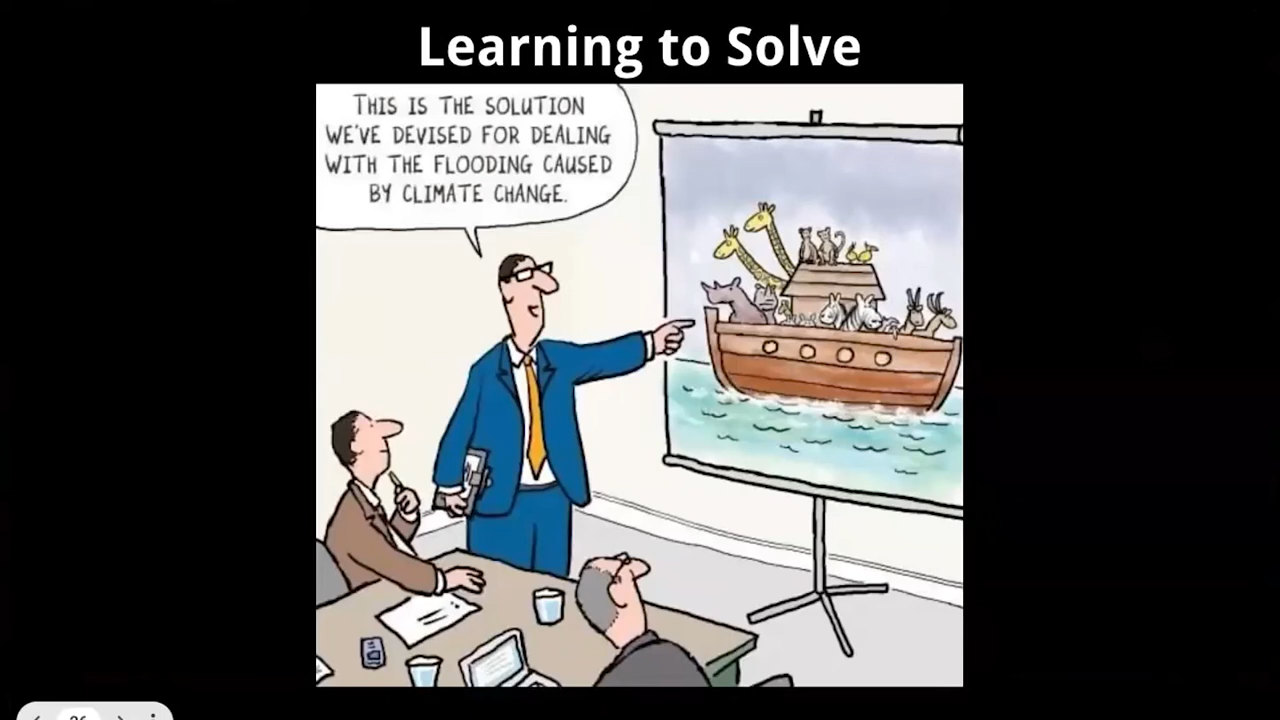 Learning to Solve
THIS IS THE SOLUTION
WE'VE DEVISED FOR DEALING
WITH THE FLOODING CAUSED
BY CLIMATE CHANGE.